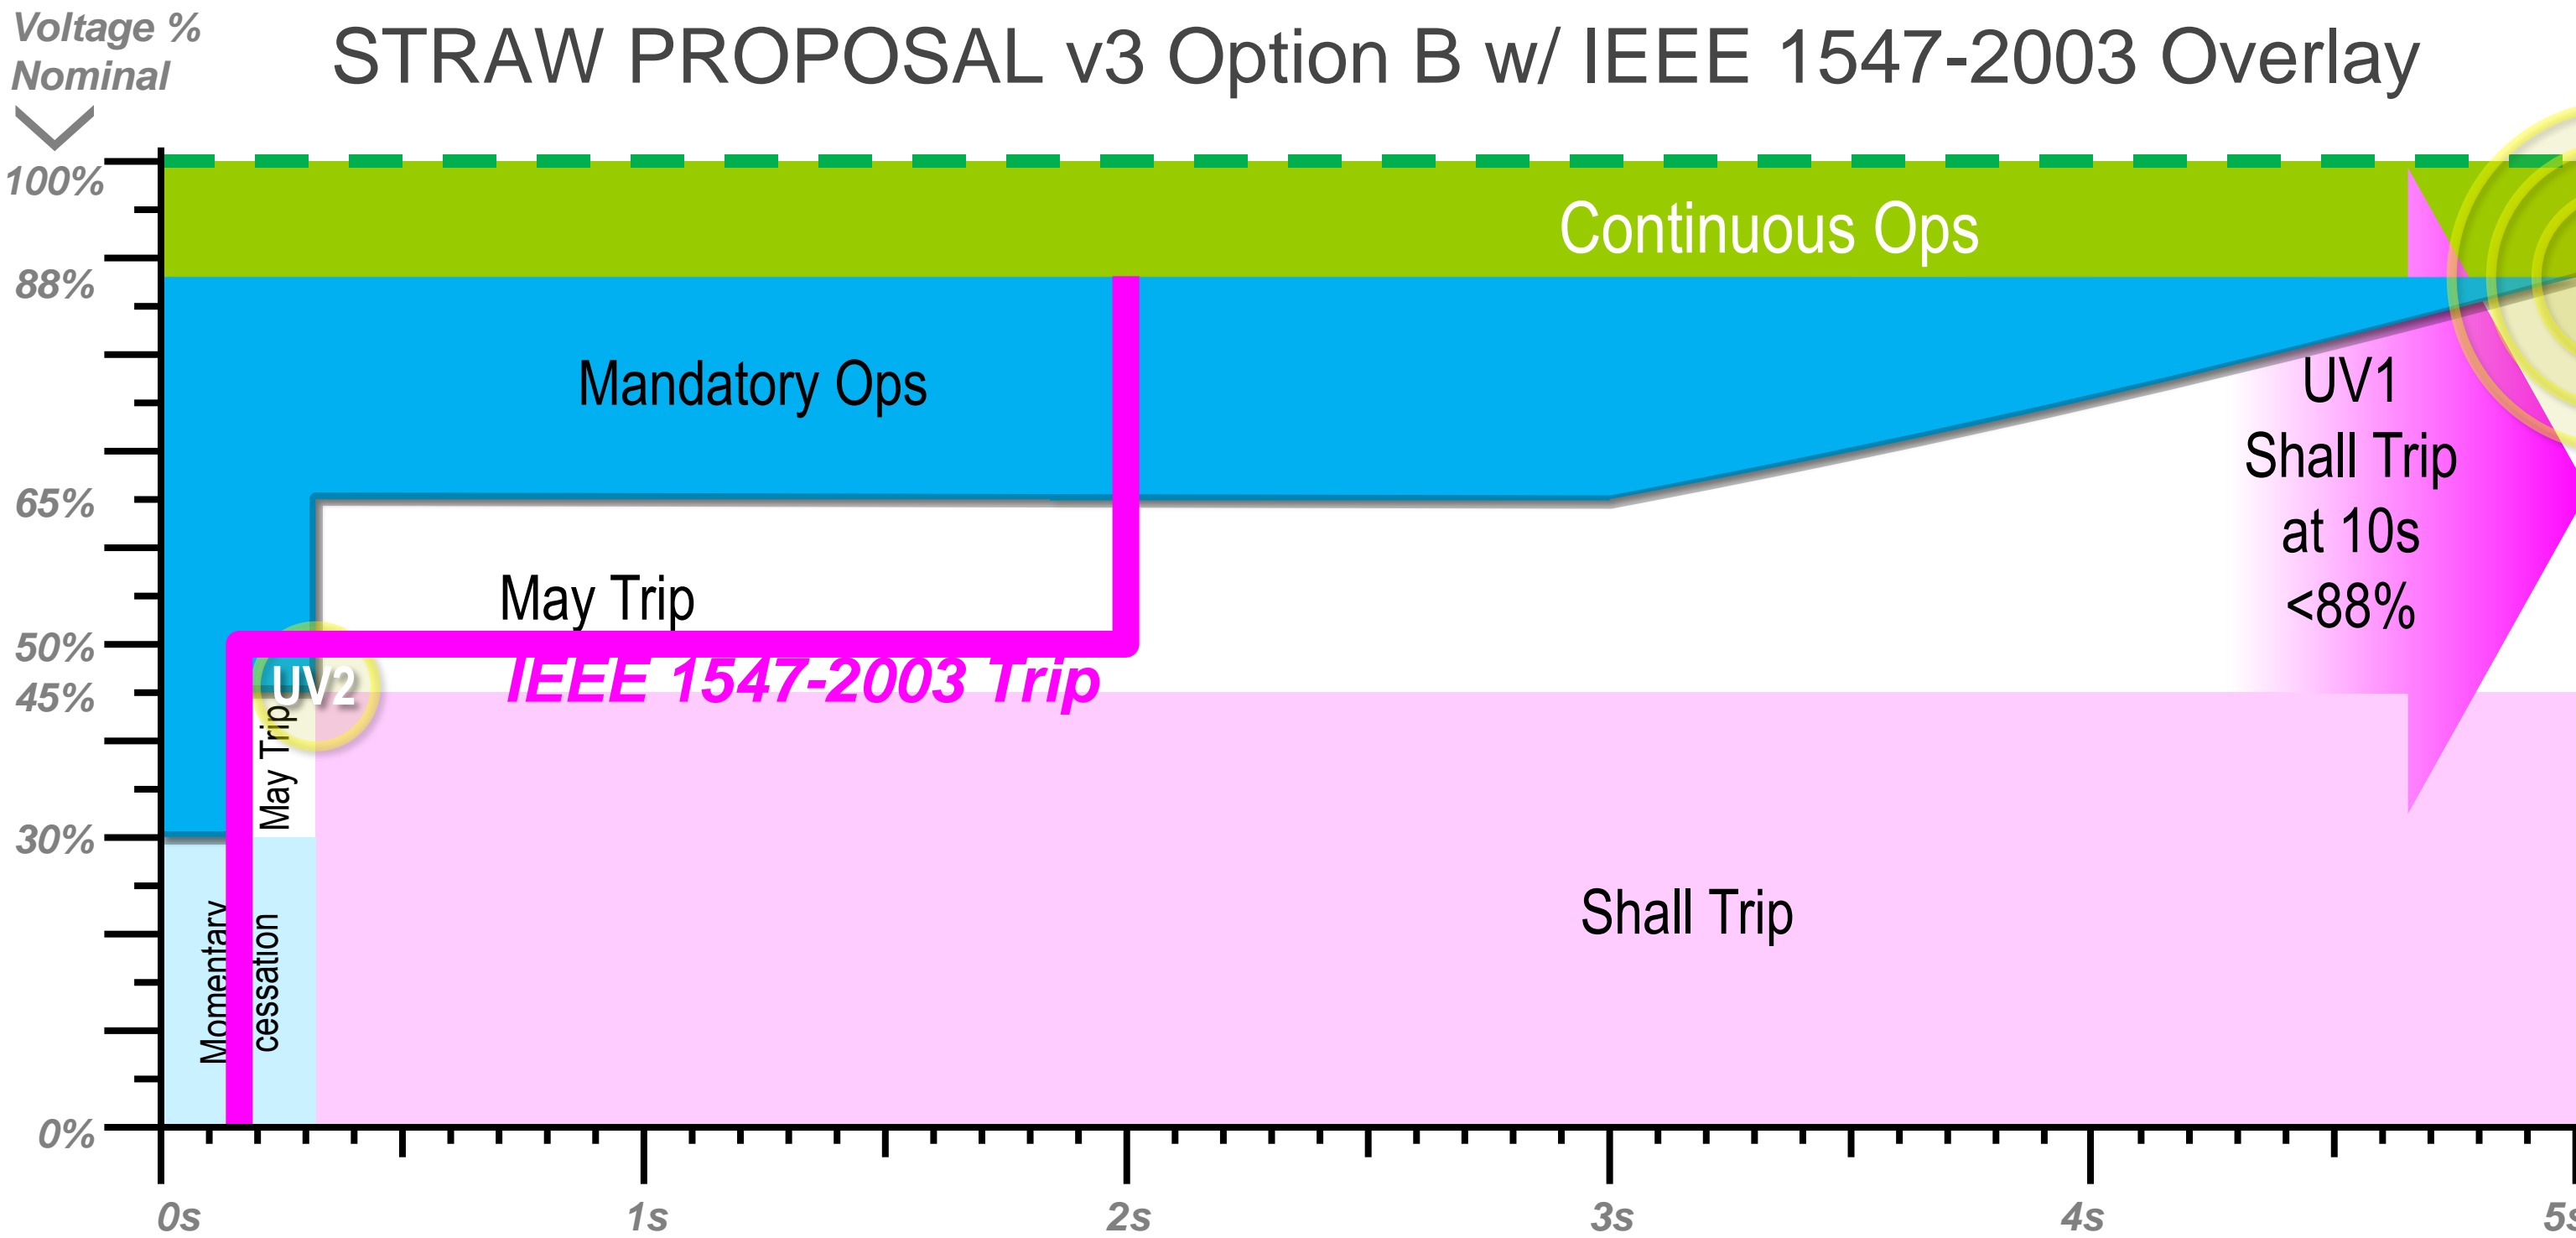 Voltage %
Nominal
STRAW PROPOSAL v3 Option B w/ IEEE 1547-2003 Overlay
100%
88%
65%
50%
45%
30%
0%
Continuous Ops
Mandatory Ops
UV1
Shall Trip
at 10s
<88%
May Trip
IEEE 1547-2003 Trip
UV2
May Trip
Momentary
cessation
Shall Trip
0s
1s
2s
3s
4s
5s